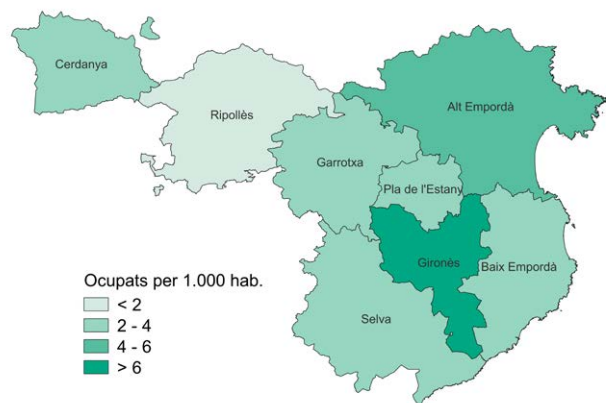 Cerdanya
Ripollès
Alt Empordà
Garrotxa
Pla de l'Estany
Gironès
Baix Empordà
Selva
Ocupats per 1.000 hab.
< 2
2 - 4
4 - 6
> 6